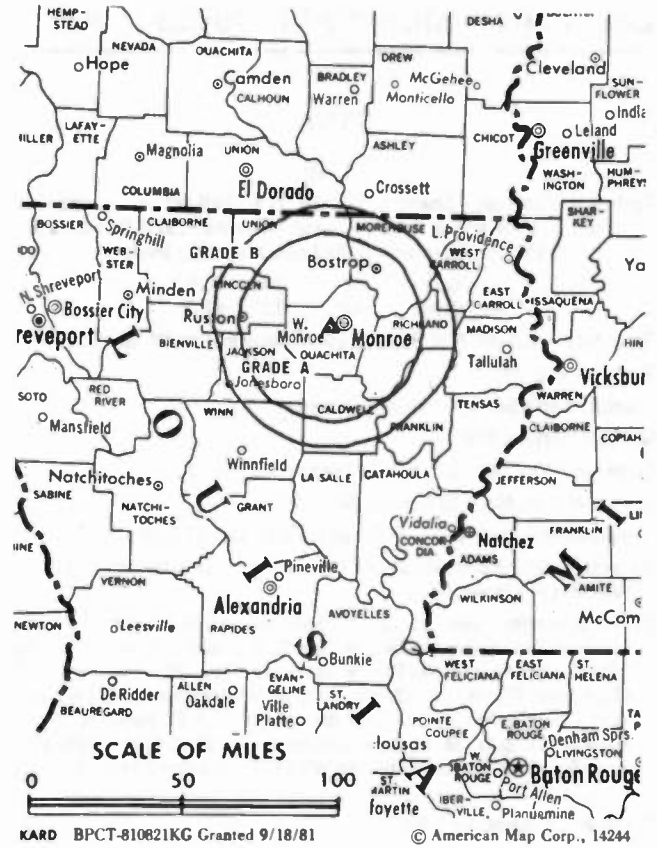 HEMP-
STEAD
NEVADA
OUACHITA
DESHA
Hope
Camden
CALHOUN
BRADLEY
Warren
DREW
McGehee
Monticello
Cleveland
SUN-
FLOWER
LAFAY-
ETTE
Magnolia
UNION
ASHLEY
CHICOT
Leland
Greenville
COLUMBIA
El Dorado
Crossett
WASH-
INGTON
HUM-
PHREYS
BOSSIER
Springhill
CLAIBORNE
UNION
MOREHOUSE
SHAR-
KEY
WEB-
STER
GRADE B
L. Providence
WEST
CARROLL
Bostrop
N. Shreveport
Minden
LINCOLN
EAST
CARROLL
ISSAQUENA
Bossier City
Ruston
W.
Monroe
Monroe
RICHLAND
MADISON
reveport
BIENVILLE
JACKSON
OUACHITA
Tallulah
GRADE A
Jonesboro
Vicksbur
RED
RIVER
WINN
CALDWELL
FRANKLIN
TENSAS
WARREN
SOTO
Mansfield
CLAIBORNE
COPIAH
Winnfield
Natchitoches
LA SALLE
CATAHOULA
JEFFERSON
SABINE
NATCHI-
TOCHES
GRANT
Vidalia
CONCOR-
DIA
Natchez
FRANKLIN
ADAMS
Pineville
VERNON
Alexandria
WILKINSON
AMITE
McCom
NEWTON
Leesville
RAPIDES
AVOYELLES
Bunkie
WEST
FELICIANA
EAST
FELICIANA
ST.
HELENA
De Ridder
ALLEN
Oakdale
EVAN-
GELINE
Ville
Platte
ST.
LANDRY
BEAUREGARD
POINTE
COUPEE
E. BATON
ROUGE
Denham Sprs.
LIVINGSTON
L O U I S I A
M I
SCALE OF MILES
lousas
W.
BATON
ROUGE
Baton Rouge
Port Allen
0 50 100
ST.
MARTIN
fayette
IBER-
VILLE
Plaquemine
KARD BPCT-810821KG Granted 9/18/81 © American Map Corp., 14244